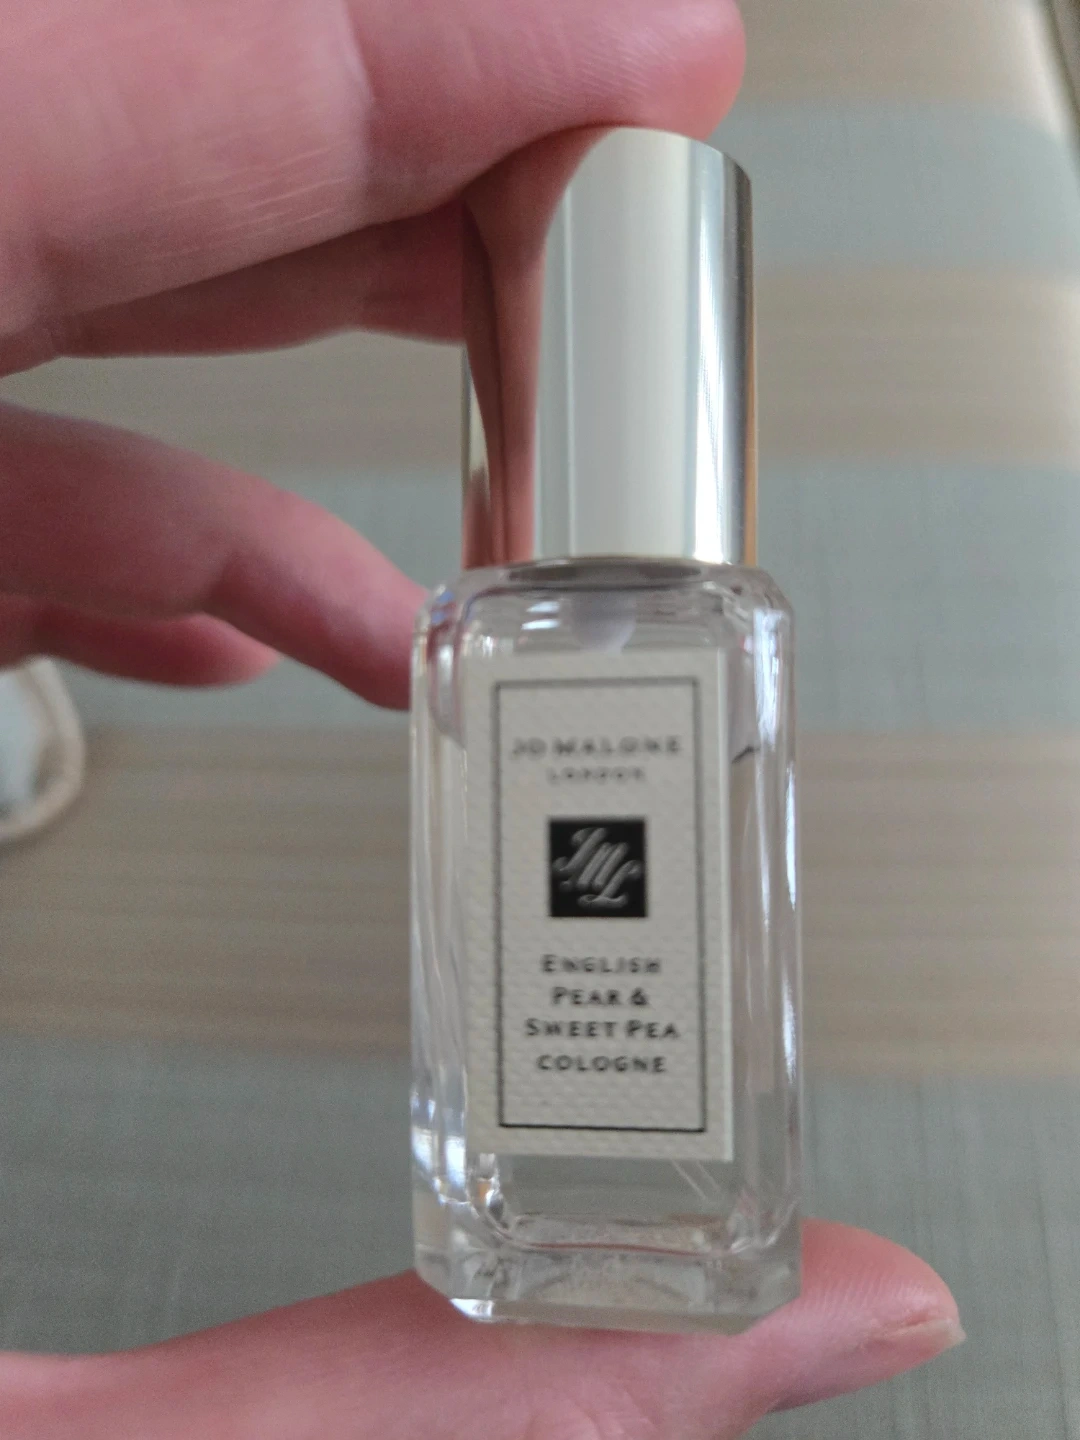 JO MALONE
LONDON
JML
ENGLISH
PEAR &
SWEET PEA
COLOGNE